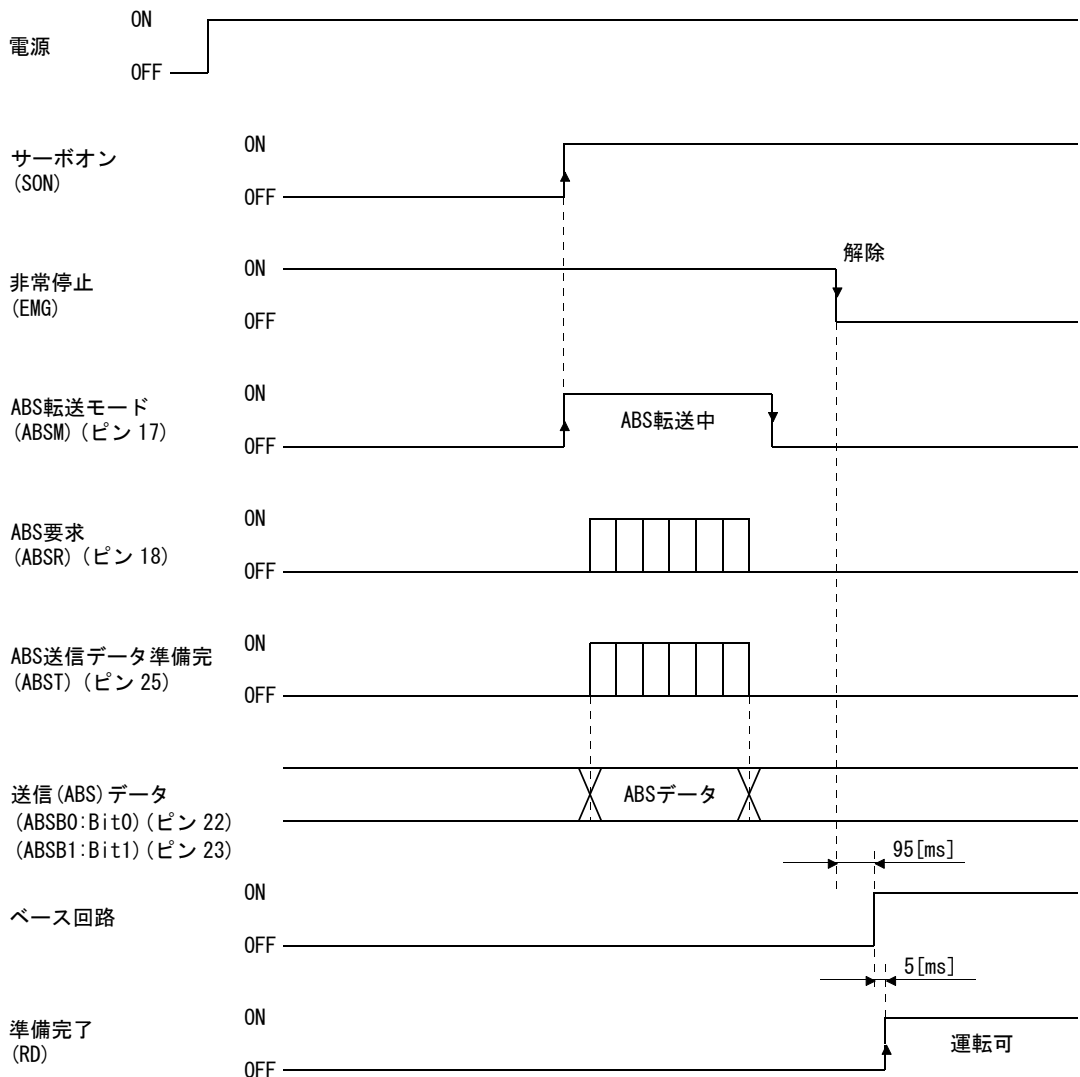 電源
ON
OFF
サーボオン
(SON)
ON
OFF
非常停止
(EMG)
ON
OFF
解除
ABS転送モード
(ABSM)(ピン 17)
ON
OFF
ABS転送中
ABS要求
(ABSR)(ピン 18)
ON
OFF
ABS送信データ準備完
(ABST)(ピン 25)
ON
OFF
送信(ABS)データ
(ABSB0:Bit0)(ピン 22)
(ABSB1:Bit1)(ピン 23)
ABSデータ
95[ms]
ベース回路
ON
OFF
5[ms]
準備完了
(RD)
ON
OFF
運転可